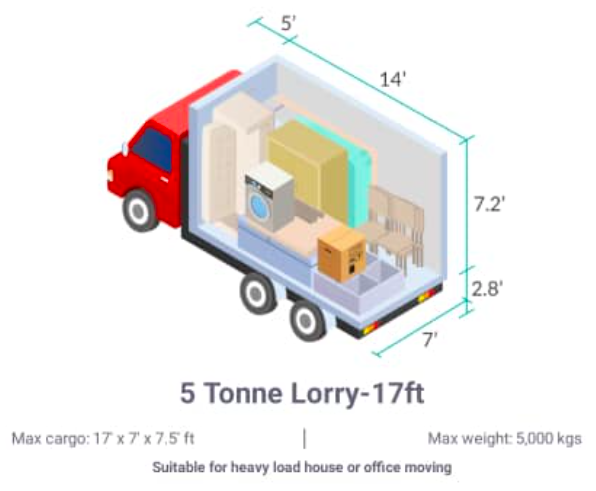 5'
14'
7.2'
2.8'
7'
5 Tonne Lorry-17ft
Max cargo: 17' x 7' x 7.5' ft | Max weight: 5,000 kgs
Suitable for heavy load house or office moving